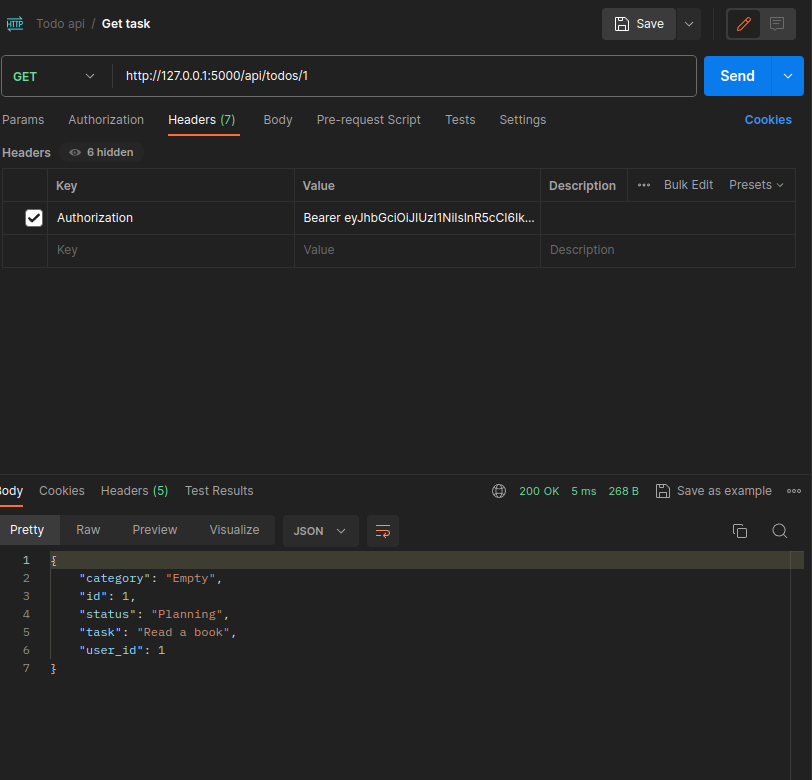 HTTP Todo api / Get task Save
GET http://127.0.0.1:5000/api/todos/1 Send
Params Authorization Headers (7) Body Pre-request Script Tests Settings Cookies
Headers 6 hidden
Key Value Description ••• Bulk Edit Presets
Authorization Bearer eyJhbGciOiJIUzI1NiIsInR5cCI6Ik...
Key Value Description
Body Cookies Headers (5) Test Results 200 OK 5 ms 268 B Save as example
Pretty Raw Preview Visualize JSON
1 {
2 "category": "Empty",
3 "id": 1,
4 "status": "Planning",
5 "task": "Read a book",
6 "user_id": 1
7 }